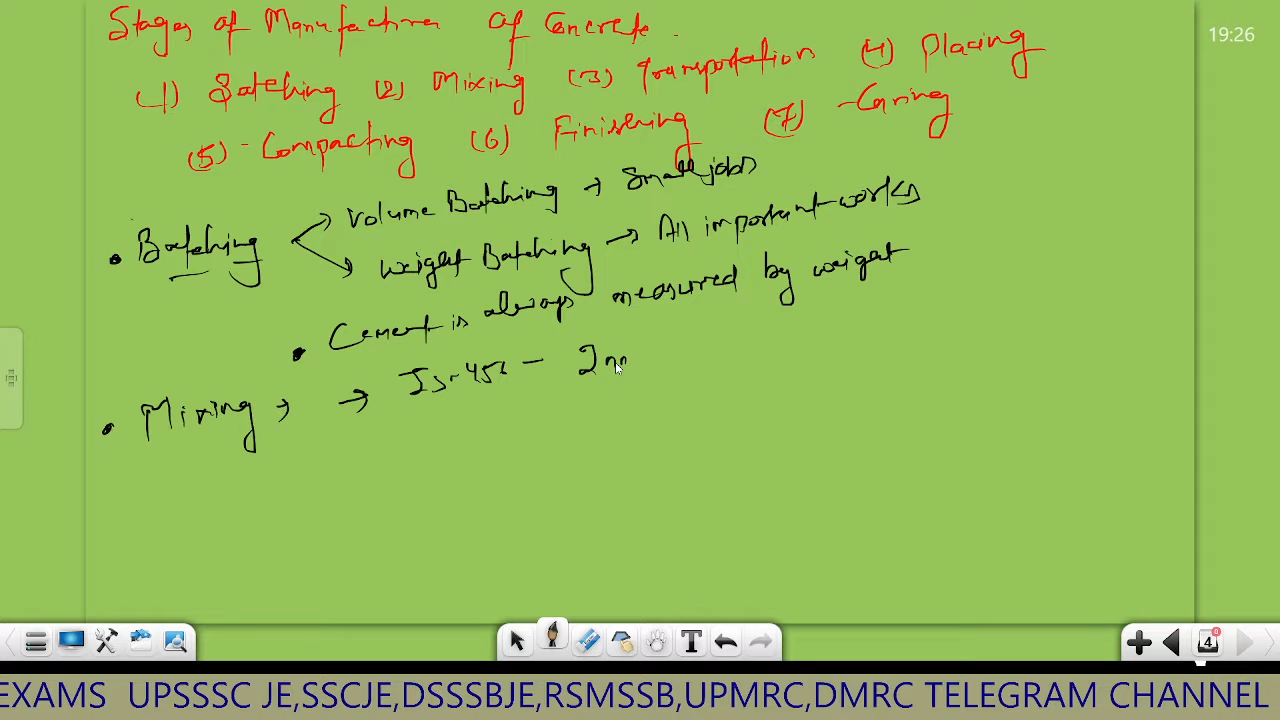 Stages of Manufacture of Concrete.
19:26
(1) Batching (2) Mixing (3) Transportation (4) Placing
(5) Compacting (6) Finishing (7) Curing
Volume Batching → Small jobs
• Batching
Weight Batching → All important works
• Cement is always measured by weight
• Mixing → → IS-456 - 2
T
4
EXAMS UPSSSC JE,SSCJE,DSSSBJE,RSMSSB,UPMRC,DMRC TELEGRAM CHANNEL